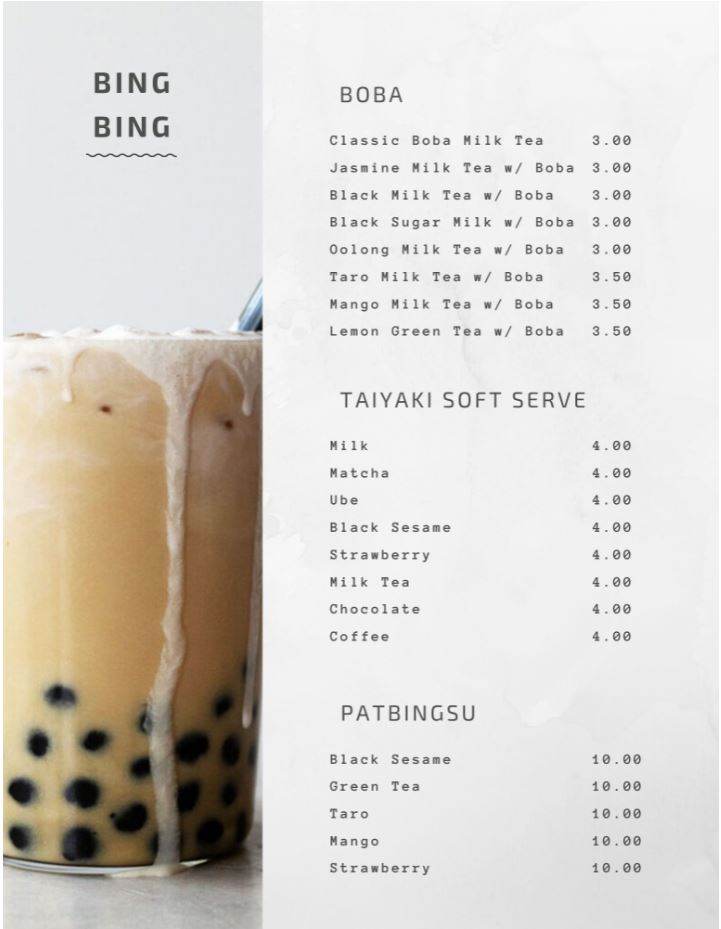 BING
BING
BOBA
Classic Boba Milk Tea 3.00
Jasmine Milk Tea w/ Boba 3.00
Black Milk Tea w/ Boba 3.00
Black Sugar Milk w/ Boba 3.00
Oolong Milk Tea w/ Boba 3.00
Taro Milk Tea w/ Boba 3.50
Mango Milk Tea w/ Boba 3.50
Lemon Green Tea w/ Boba 3.50
TAIYAKI SOFT SERVE
Milk 4.00
Matcha 4.00
Ube 4.00
Black Sesame 4.00
Strawberry 4.00
Milk Tea 4.00
Chocolate 4.00
Coffee 4.00
PATBINGSU
Black Sesame 10.00
Green Tea 10.00
Taro 10.00
Mango 10.00
Strawberry 10.00